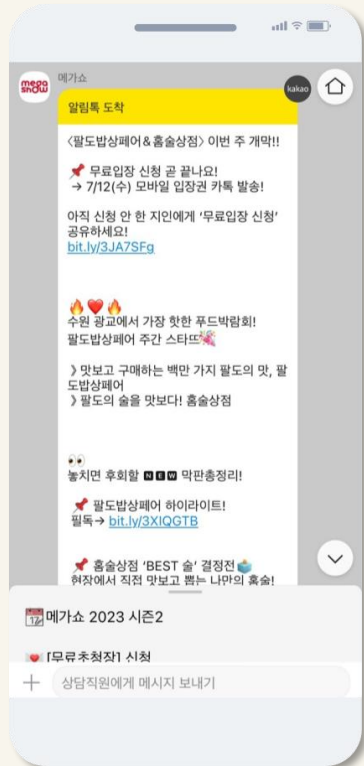 mega
show
메가쇼
kakao
알림톡 도착
〈팔도밥상페어&홈술상점〉 이번 주 개막!!
📌 무료입장 신청 곧 끝나요!
→ 7/12(수) 모바일 입장권 카톡 발송!
아직 신청 안 한 지인에게 ‘무료입장 신청’
공유하세요!
bit.ly/3JA7SFg
🔥❤️🔥
수원 광교에서 가장 핫한 푸드박람회!
팔도밥상페어 주간 스타뜨💘
》맛보고 구매하는 백만 가지 팔도의 맛, 팔
도밥상페어
》팔도의 술을 맛보다! 홈술상점
👀
놓치면 후회할 🅽🅴🆆 막판총정리!
📌 팔도밥상페어 하이라이트!
필독→ bit.ly/3XIQGTB
📌 홈술상점 ‘BEST 술’ 결정전🗳️
현장에서 직접 맛보고 뽑는 나만의 홈술!
📆메가쇼 2023 시즌2
💌 [무료초청장] 신청
상담직원에게 메시지 보내기